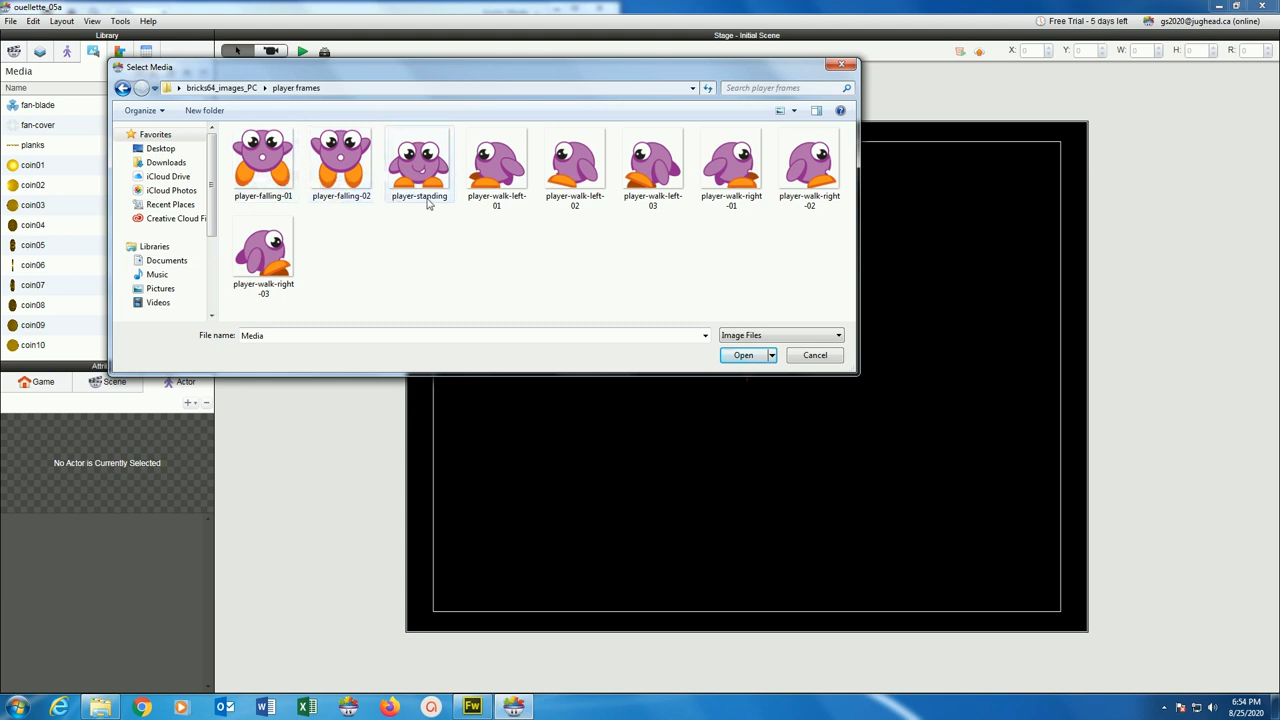 ouellette_05a
File Edit Layout View Tools Help
Free Trial - 5 days left
gs2020@jughead.ca (online)
Library
Stage - Initial Scene
X: 0 Y: 0 W: 0 H: 0 R: 0
Media
Name
fan-blade
fan-cover
planks
coin01
coin02
coin03
coin04
coin05
coin06
coin07
coin08
coin09
coin10
Select Media
bricks64_images_PC
player frames
Search player frames
Organize
New folder
Favorites
Desktop
Downloads
iCloud Drive
iCloud Photos
Recent Places
Creative Cloud Fi
Libraries
Documents
Music
Pictures
Videos
player-falling-01
player-falling-02
player-standing
player-walk-left-
01
player-walk-left-
02
player-walk-left-
03
player-walk-right
-01
player-walk-right
-02
player-walk-right
-03
File name:
Media
Image Files
Open
Cancel
Game
Scene
Actor
No Actor is Currently Selected
Fw
6:54 PM
8/25/2020